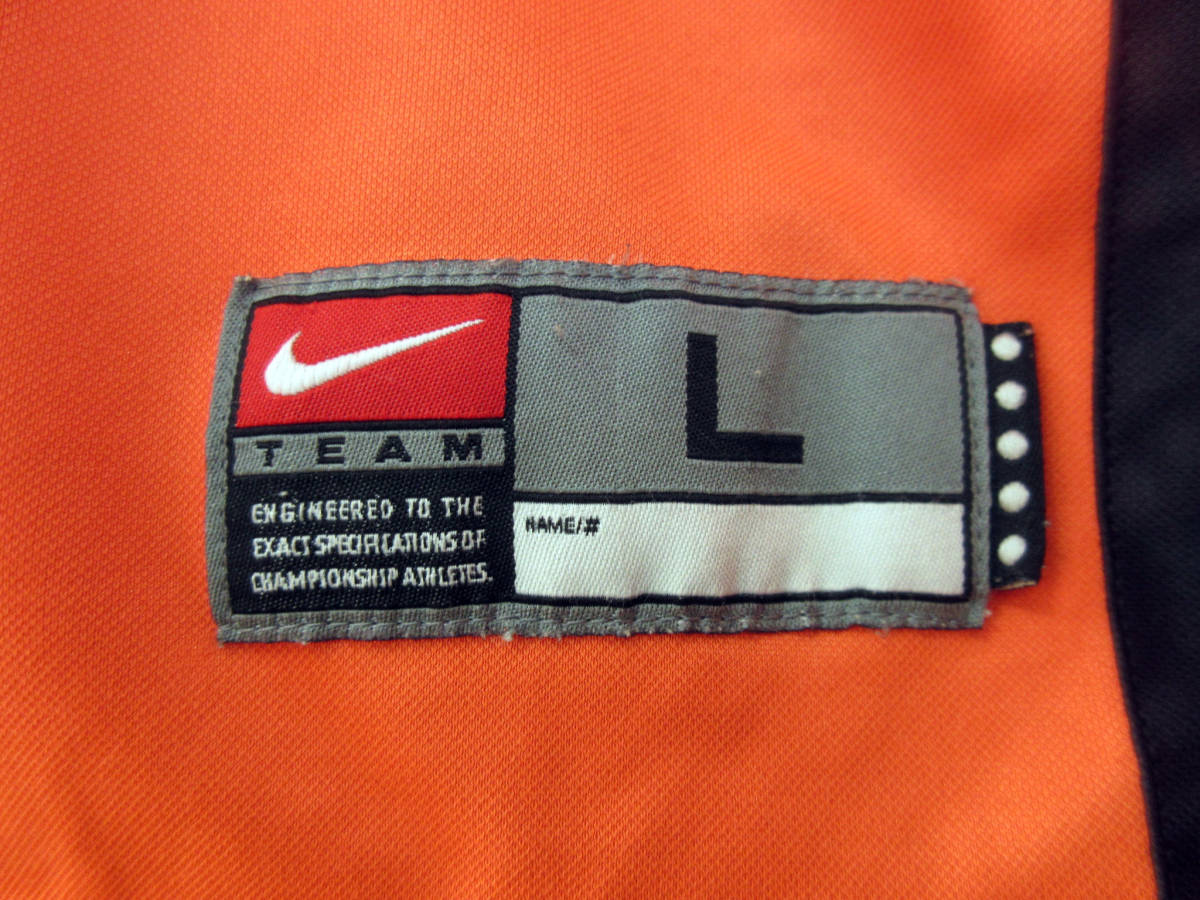 TEAM
ENGINEERED TO THE
EXACT SPECIFICATIONS OF
CHAMPIONSHIP ATHLETES.
L
NAME/#